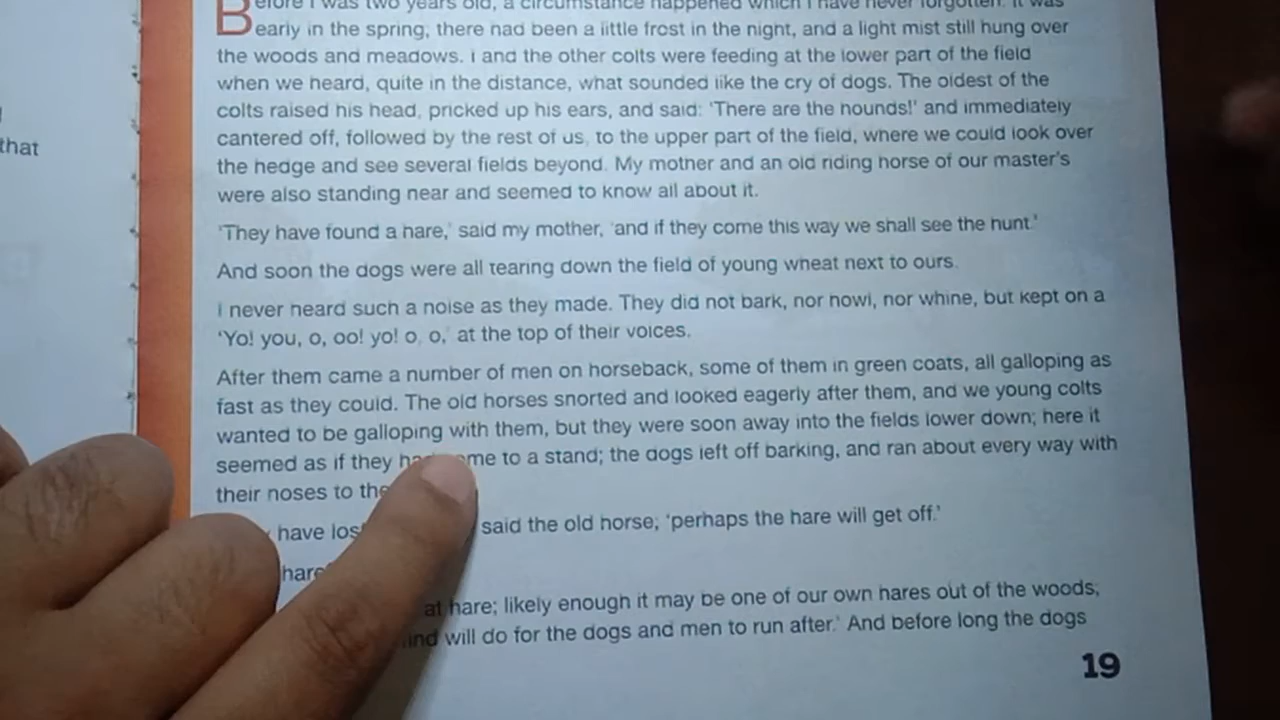 Before I was two years old, a circumstance happened which I have never forgotten. It was
early in the spring; there had been a little frost in the night, and a light mist still hung over
the woods and meadows. I and the other colts were feeding at the lower part of the field
when we heard, quite in the distance, what sounded like the cry of dogs. The oldest of the
colts raised his head, pricked up his ears, and said: 'There are the hounds!' and immediately
cantered off, followed by the rest of us, to the upper part of the field, where we could look over
that
the hedge and see several fields beyond. My mother and an old riding horse of our master's
were also standing near and seemed to know all about it.
'They have found a hare,' said my mother, 'and if they come this way we shall see the hunt.'
And soon the dogs were all tearing down the field of young wheat next to ours.
I never heard such a noise as they made. They did not bark, nor howl, nor whine, but kept on a
'Yo! you, o, oo! yo! o, o,' at the top of their voices.
After them came a number of men on horseback, some of them in green coats, all galloping as
fast as they could. The old horses snorted and looked eagerly after them, and we young colts
wanted to be galloping with them, but they were soon away into the fields lower down; here it
seemed as if they to a stand; the dogs left off barking, and ran about every way with
their noses to
have said the old horse; 'perhaps the hare will get off.'
hare
at hare; likely enough it may be one of our own hares out of the woods;
will do for the dogs and men to run after.' And before long the dogs
19